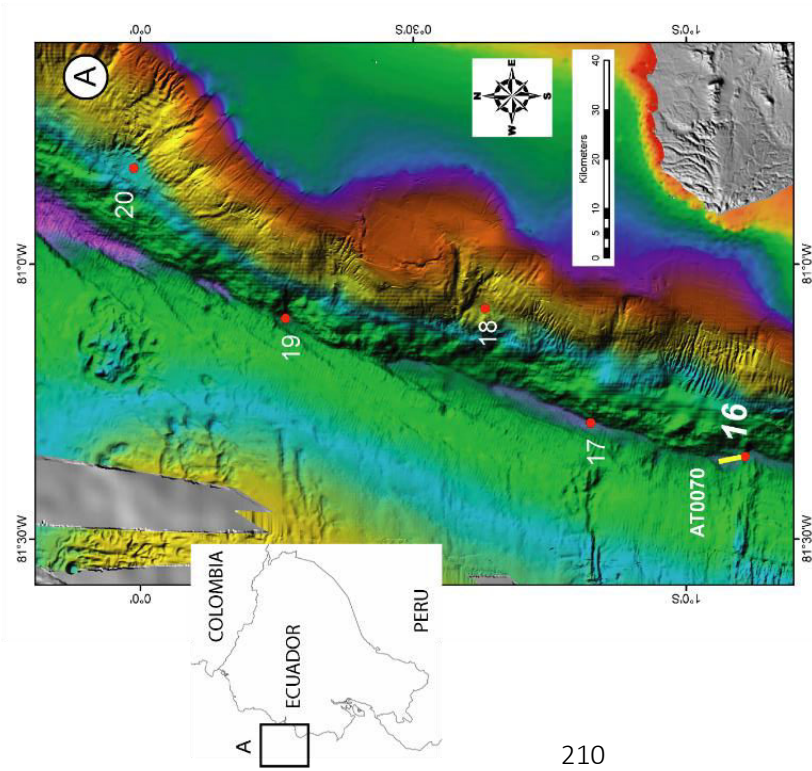 81°30'W 81°0'W
0°0' 0°0'
A
20
COLOMBIA
A
ECUADOR
PERU
19
0°30'S
N
W E
S
18
Kilometers
0 5 10 20 30 40
17
AT0070
16
1°0'S 1°0'S
81°30'W 81°0'W
210